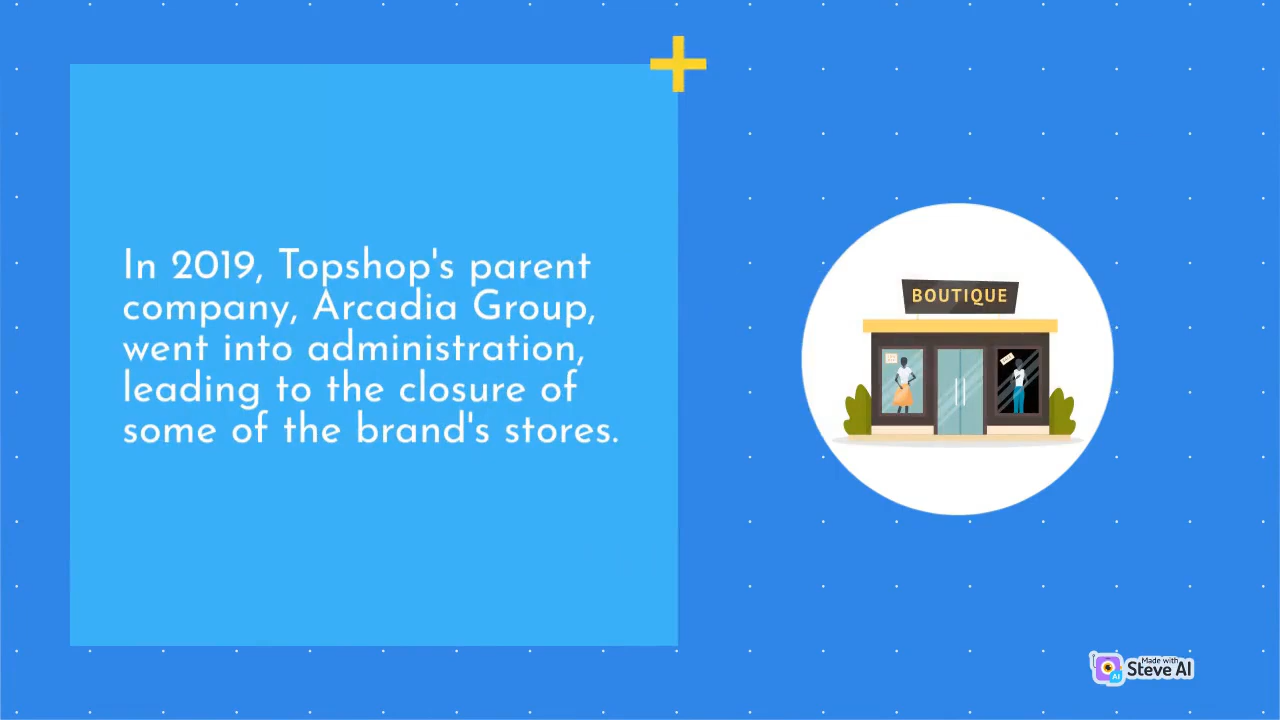 In 2019, Topshop's parent
company, Arcadia Group,
went into administration,
leading to the closure of
some of the brand's stores.
BOUTIQUE
Made with
Steve AI